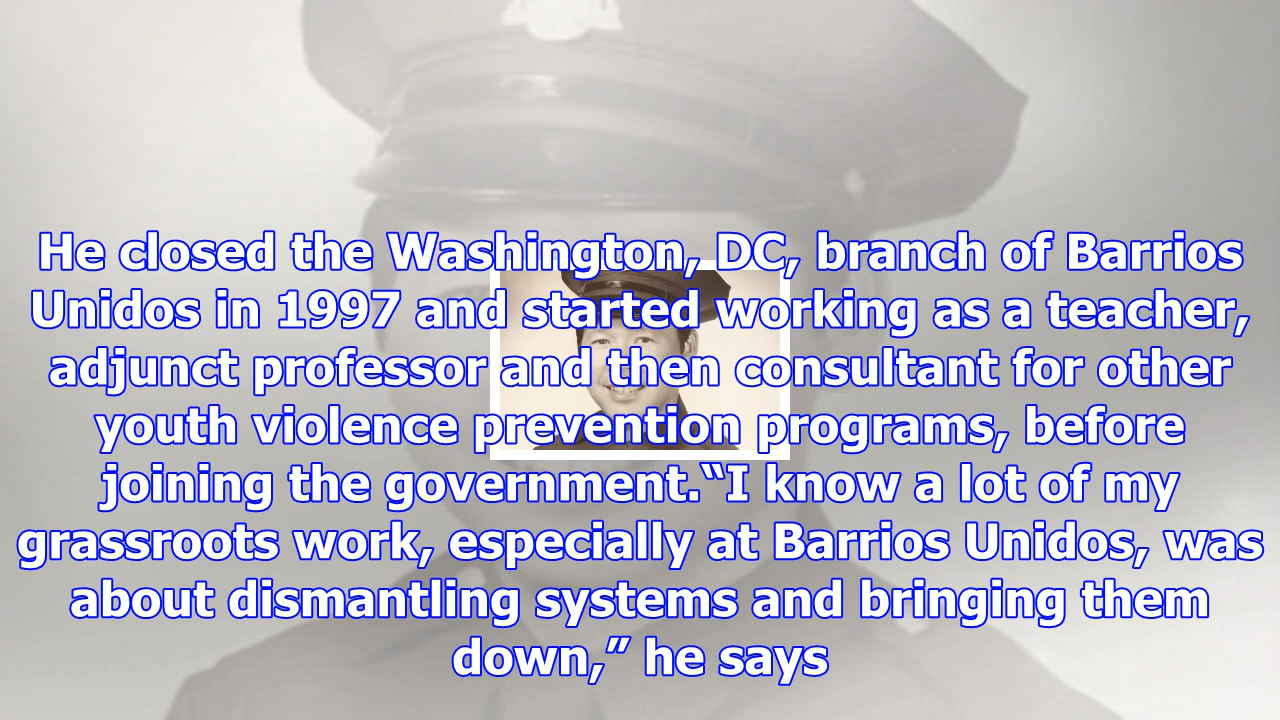 He closed the Washington, DC, branch of Barrios
Unidos in 1997 and started working as a teacher,
adjunct professor and then consultant for other
youth violence prevention programs, before
joining the government.“I know a lot of my
grassroots work, especially at Barrios Unidos, was
about dismantling systems and bringing them
down,” he says